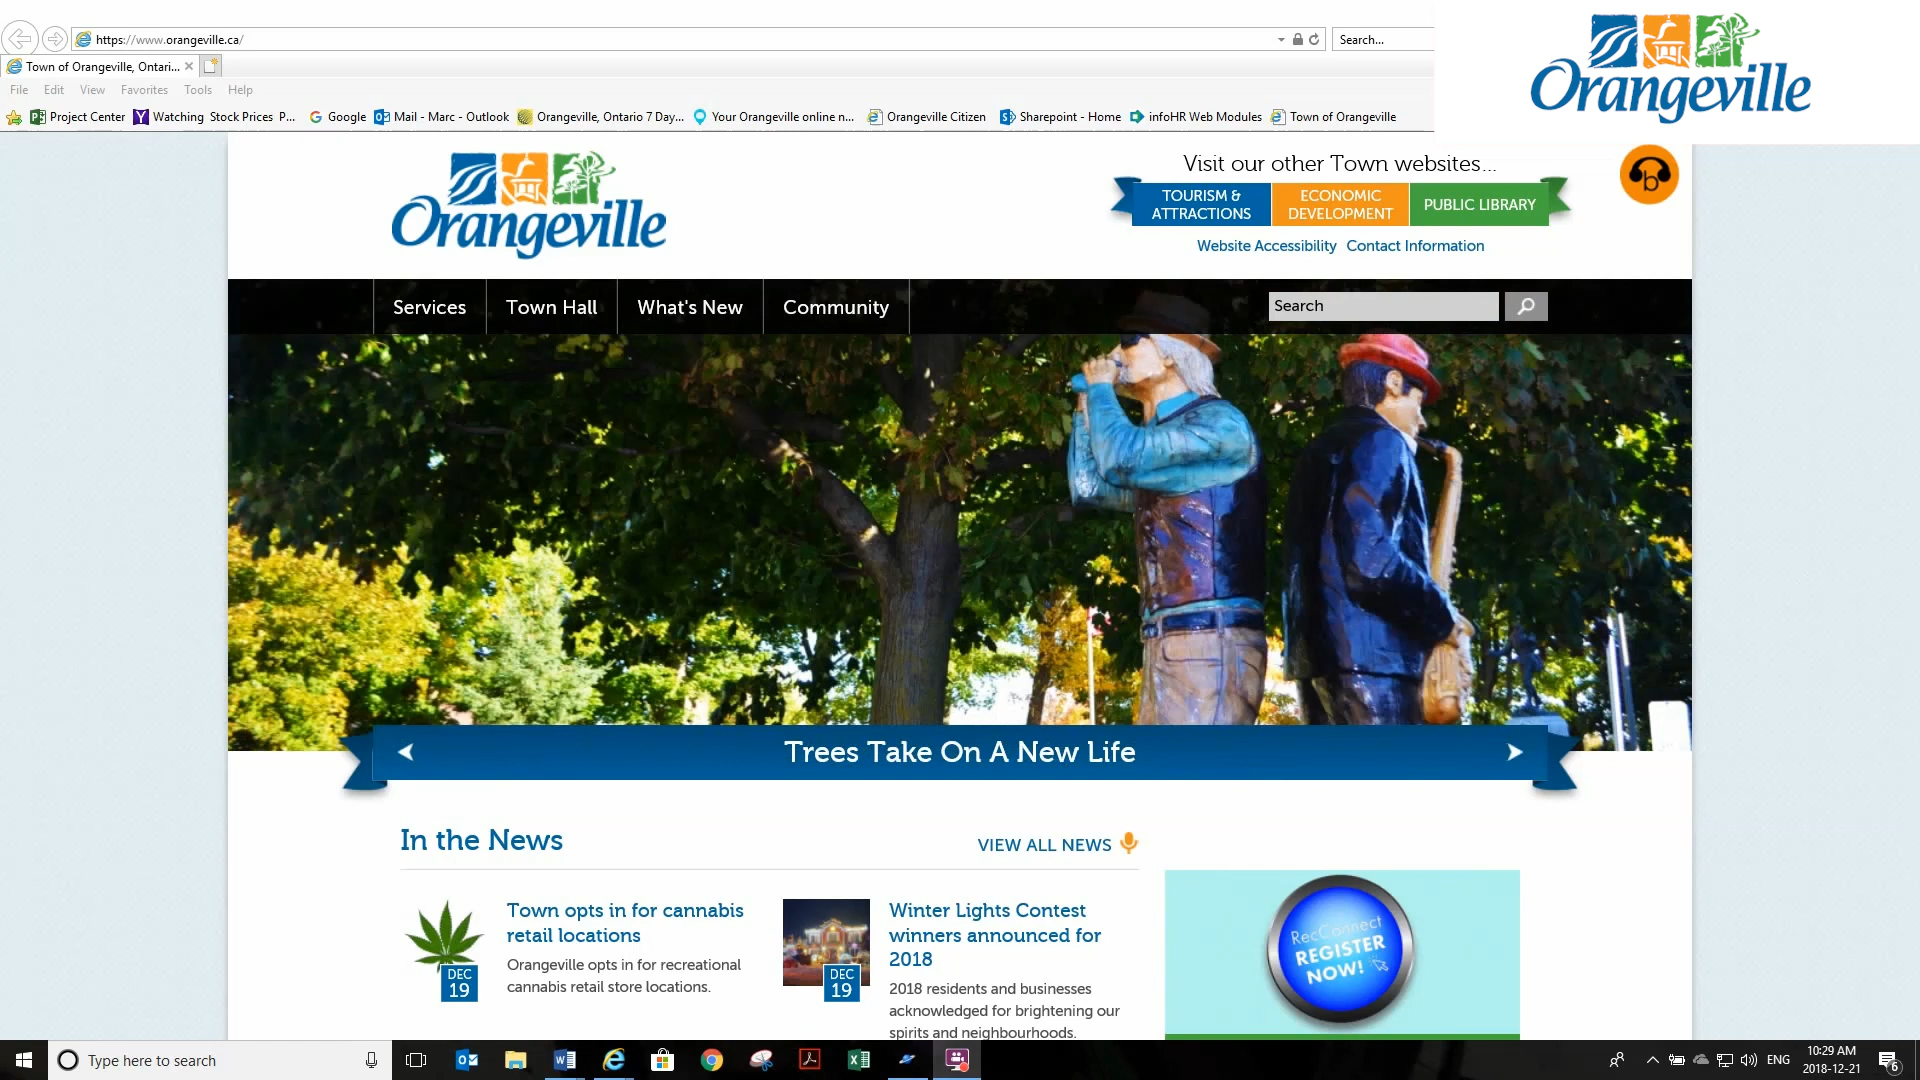 https://www.orangeville.ca/
Search...
Town of Orangeville, Ontari...
File Edit View Favorites Tools Help
Project Center Watching Stock Prices P... Google Mail - Marc - Outlook Orangeville, Ontario 7 Day... Your Orangeville online n... Orangeville Citizen Sharepoint - Home infoHR Web Modules Town of Orangeville
Orangeville
Orangeville
Visit our other Town websites...
TOURISM &
ATTRACTIONS
ECONOMIC
DEVELOPMENT
PUBLIC LIBRARY
Website Accessibility Contact Information
b
Services Town Hall What's New Community
Search
Trees Take On A New Life
In the News
VIEW ALL NEWS
DEC
19
Town opts in for cannabis
retail locations
Orangeville opts in for recreational
cannabis retail store locations.
DEC
19
Winter Lights Contest
winners announced for
2018
2018 residents and businesses
acknowledged for brightening our
spirits and neighbourhoods.
RecConnect
REGISTER
NOW!
Type here to search
ENG
10:29 AM
2018-12-21
6